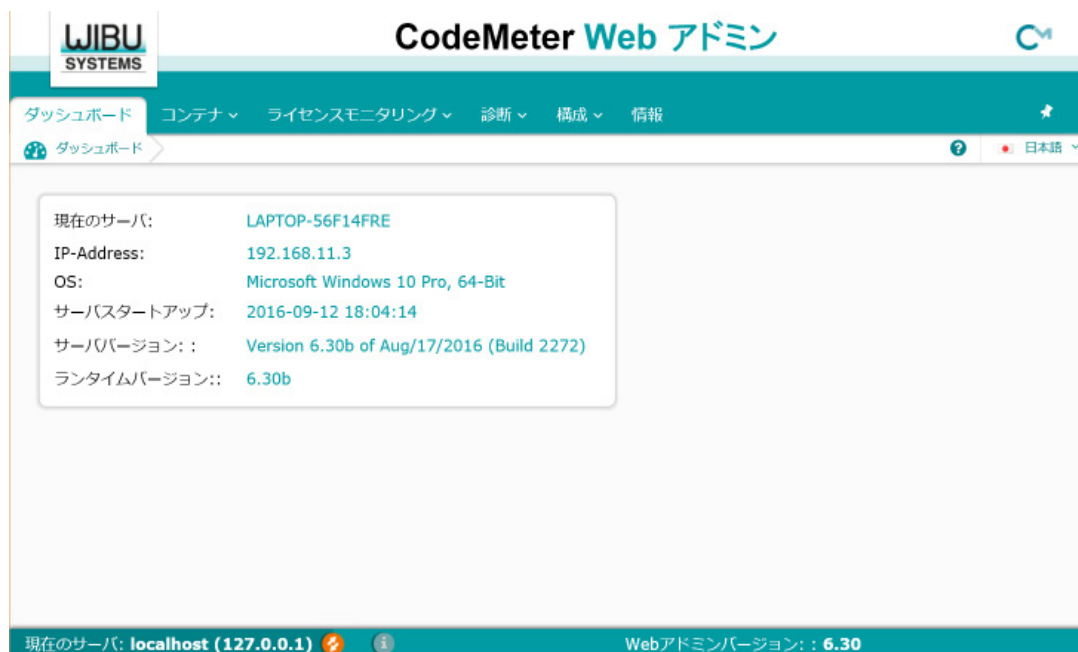 WIBU
SYSTEMS
CodeMeter Web アドミン
CM
ダッシュボード コンテナ ライセンスモニタリング 診断 構成 情報
ダッシュボード ? 日本語
現在のサーバ: LAPTOP-56F14FRE
IP-Address: 192.168.11.3
OS: Microsoft Windows 10 Pro, 64-Bit
サーバスタートアップ: 2016-09-12 18:04:14
サーババージョン: : Version 6.30b of Aug/17/2016 (Build 2272)
ランタイムバージョン:: 6.30b
現在のサーバ: localhost (127.0.0.1) i Webアドミンバージョン: : 6.30